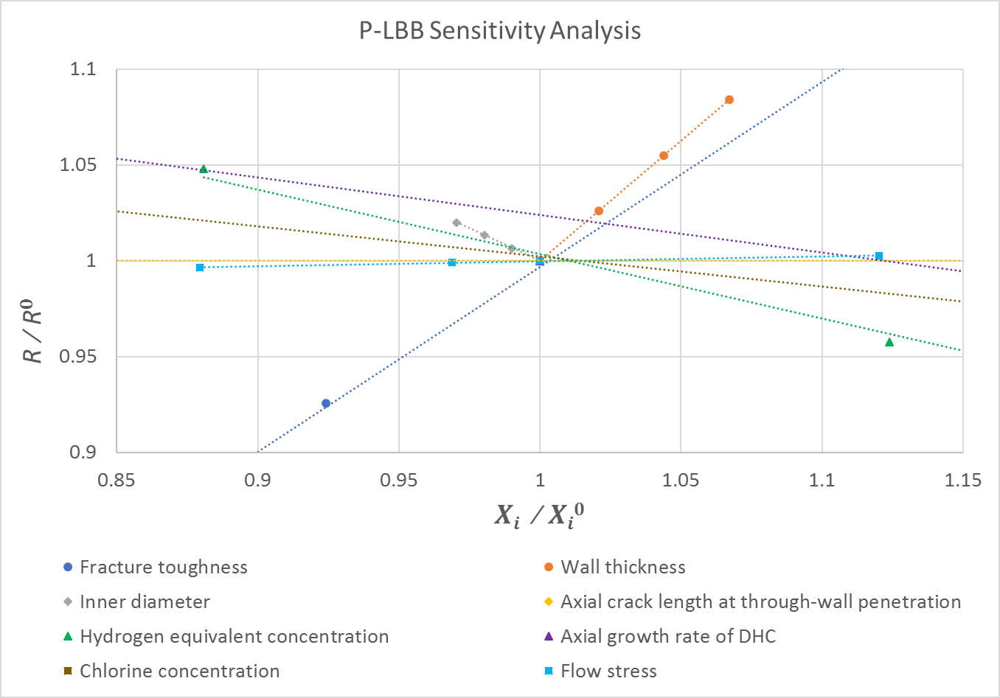 P-LBB Sensitivity Analysis
1.1
1.05
1
0.95
0.9
R / R⁰
0.85 0.9 0.95 1 1.05 1.1 1.15
Xᵢ / Xᵢ⁰
Fracture toughness Wall thickness
Inner diameter Axial crack length at through-wall penetration
Hydrogen equivalent concentration Axial growth rate of DHC
Chlorine concentration Flow stress